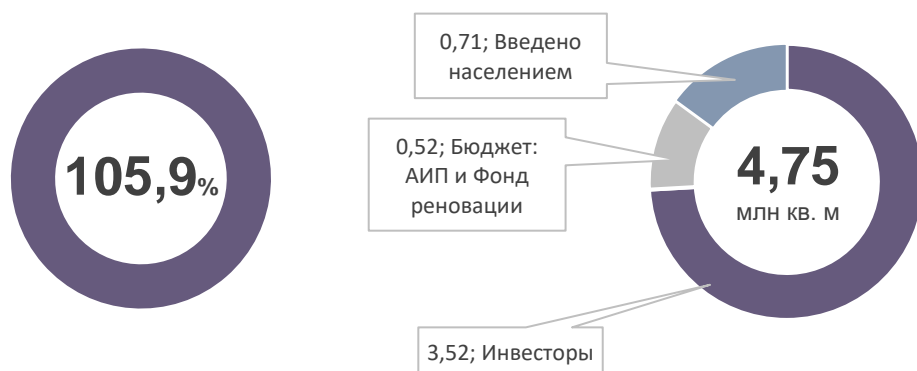 105,9%
0,71; Введено
населением
0,52; Бюджет:
АИП и Фонд
реновации
4,75
млн кв. м
3,52; Инвесторы